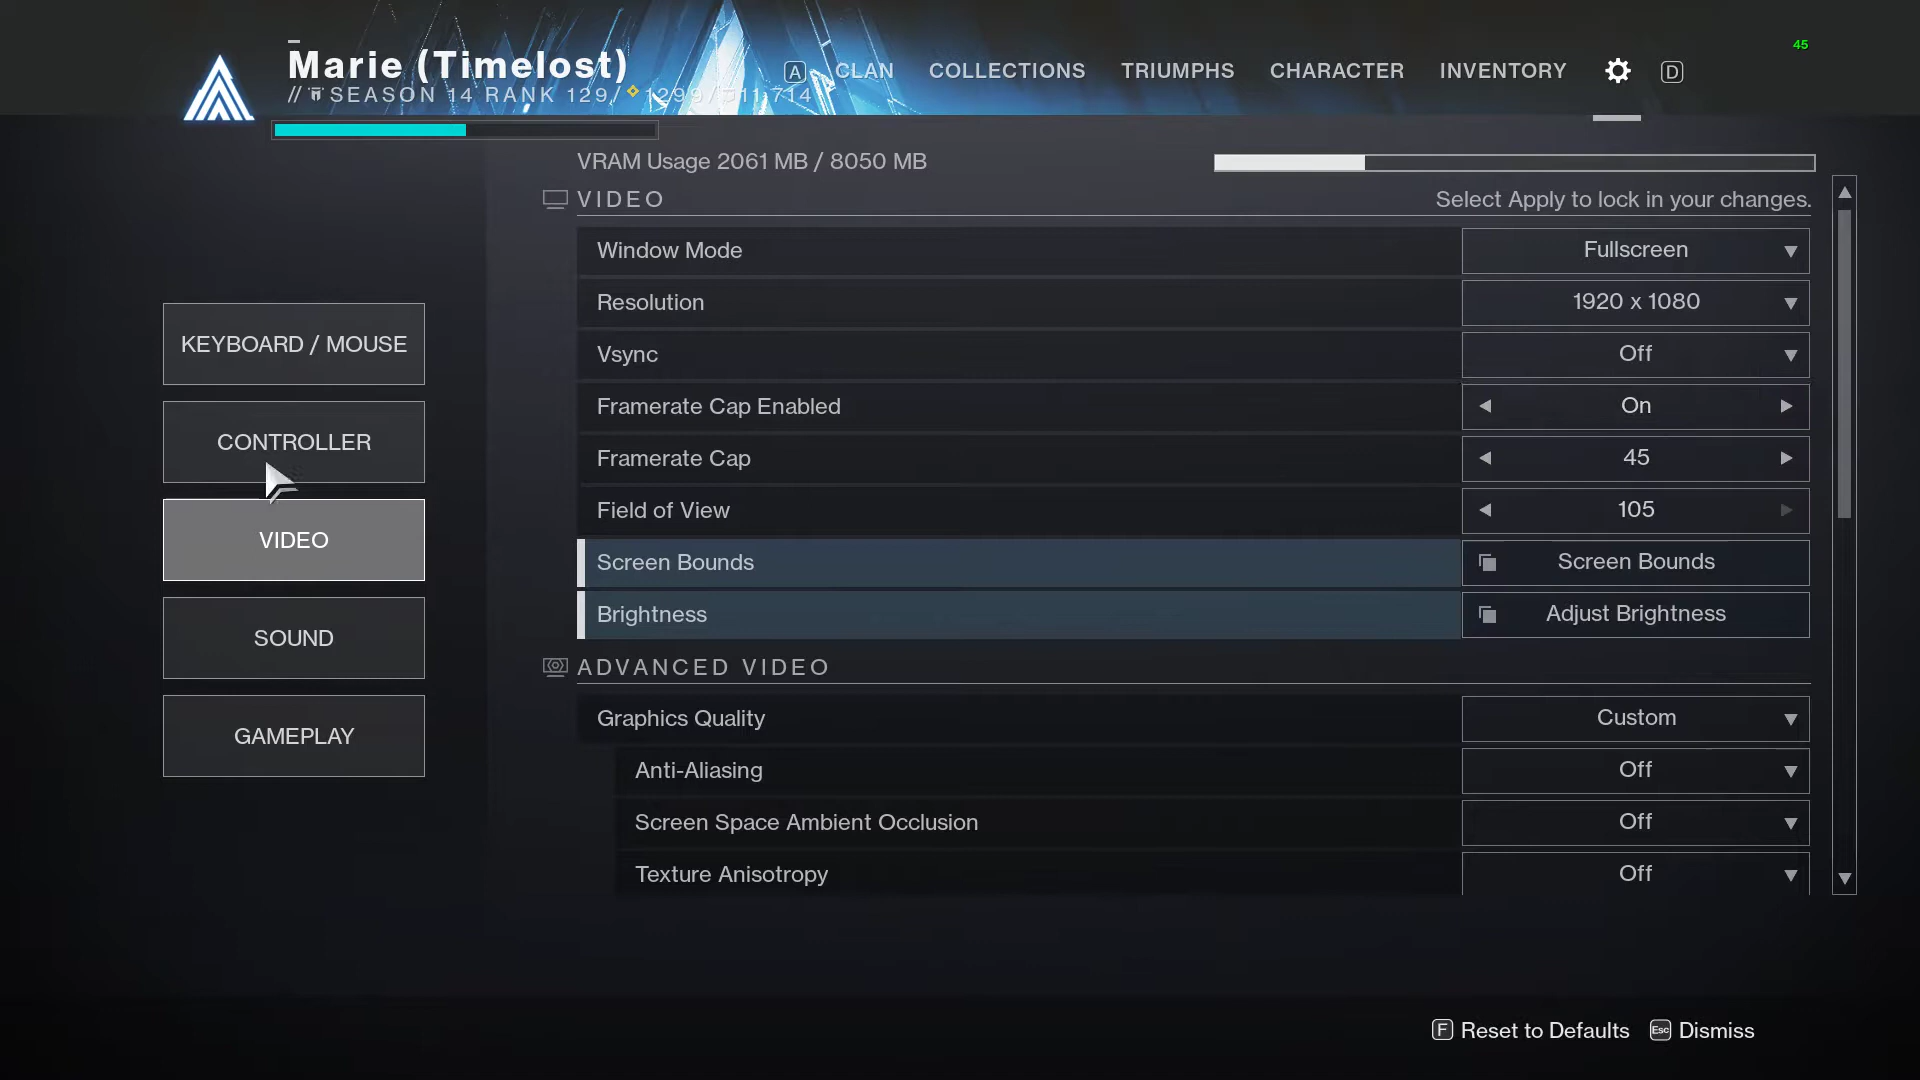 45
Marie (Timelost)
// SEASON 14 RANK 129/ 1299/ 11,714
A CLAN COLLECTIONS TRIUMPHS CHARACTER INVENTORY D
VRAM Usage 2061 MB / 8050 MB
VIDEO Select Apply to lock in your changes.
Window Mode Fullscreen
Resolution 1920 x 1080
Vsync Off
Framerate Cap Enabled On
Framerate Cap 45
Field of View 105
Screen Bounds Screen Bounds
Brightness Adjust Brightness
ADVANCED VIDEO
Graphics Quality Custom
Anti-Aliasing Off
Screen Space Ambient Occlusion Off
Texture Anisotropy Off
KEYBOARD / MOUSE
CONTROLLER
VIDEO
SOUND
GAMEPLAY
F Reset to Defaults Esc Dismiss